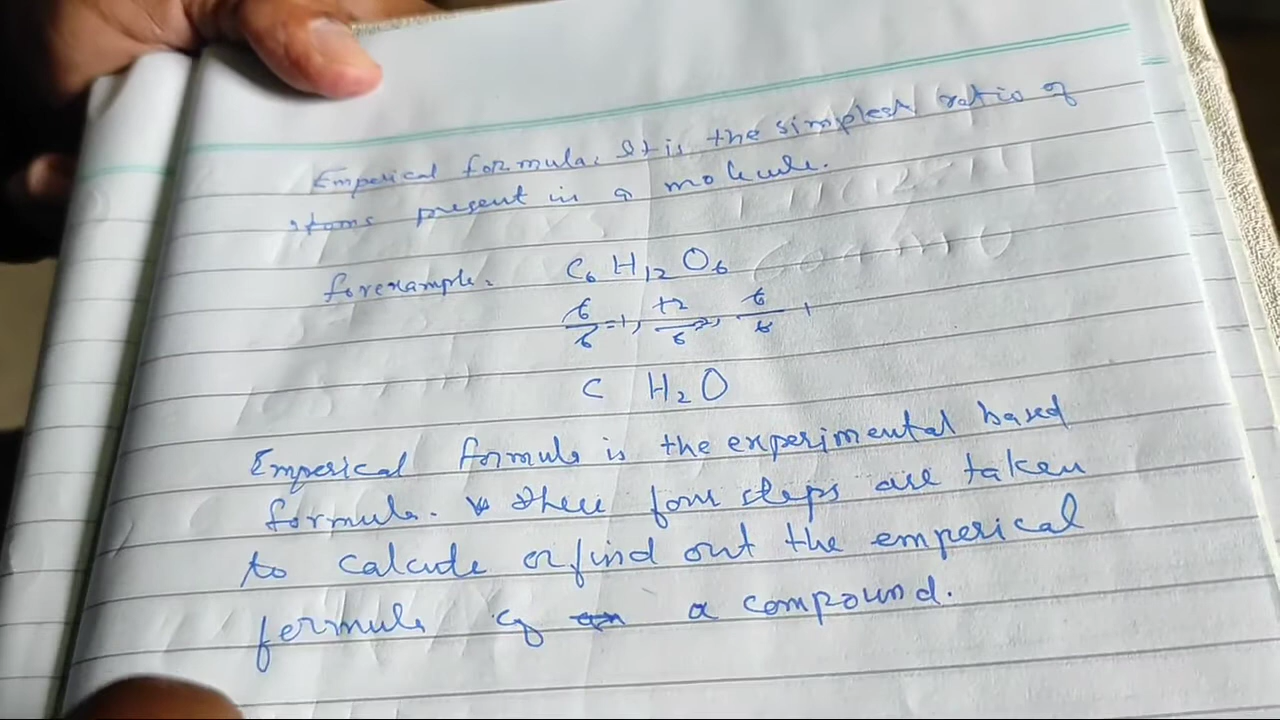 Emperical formula. It is the simplest ratio of
atoms present in a molecule.
for example. C₆ H₁₂ O₆
6/6 = 1, 12/6 = 2, 6/6 1
C H₂ O
Emperical formula is the experimental based
formula. there four steps are taken
to calcute or find out the emperical
formula of a compound.